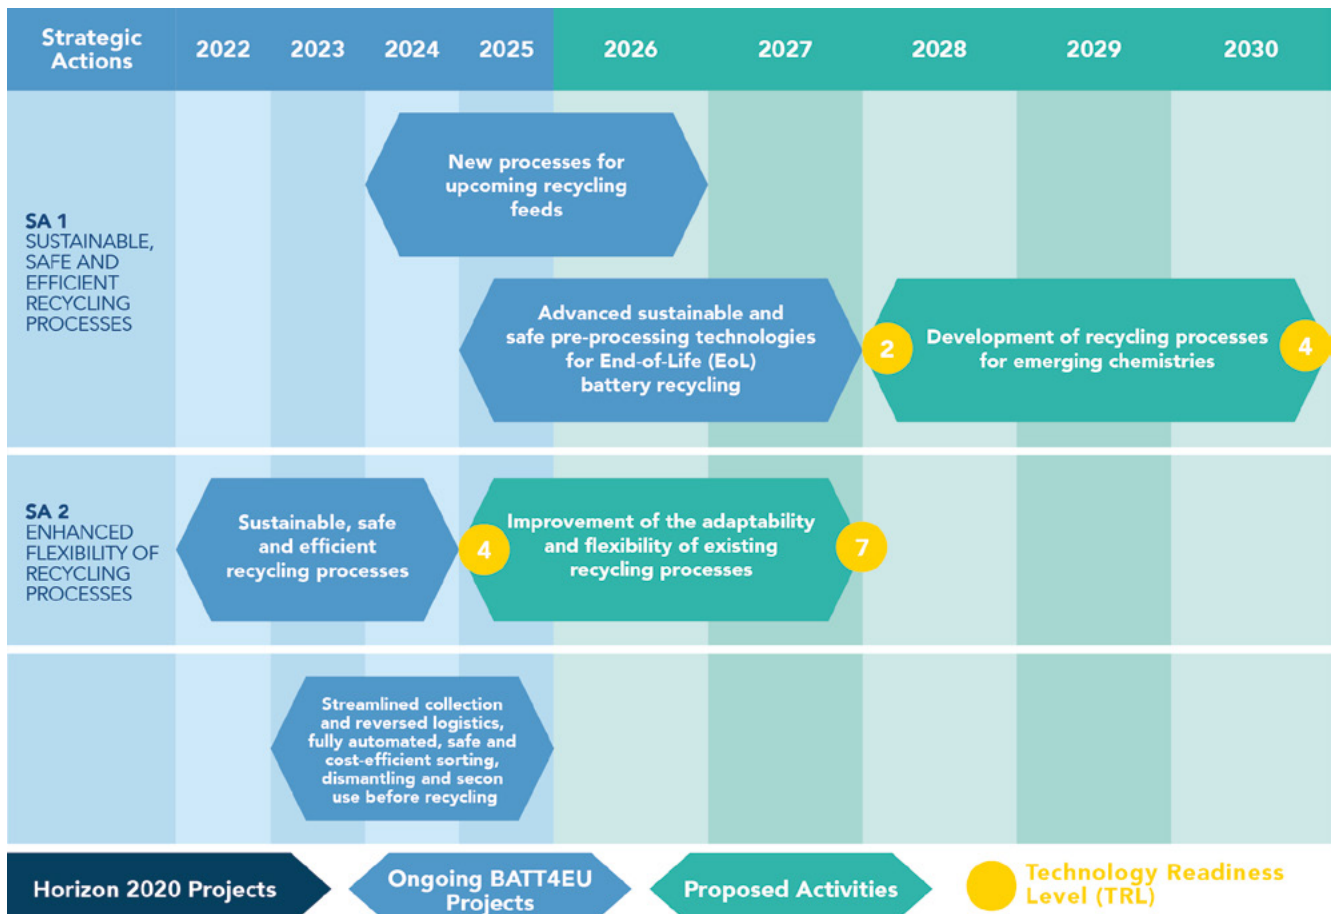 Strategic
Actions
2022
2023
2024
2025
2026
2027
2028
2029
2030
SA 1
SUSTAINABLE,
SAFE AND
EFFICIENT
RECYCLING
PROCESSES
New processes for
upcoming recycling
feeds
Advanced sustainable and
safe pre-processing technologies
for End-of-Life (EoL)
battery recycling
2
Development of recycling processes
for emerging chemistries
4
SA 2
ENHANCED
FLEXIBILITY OF
RECYCLING
PROCESSES
Sustainable, safe
and efficient
recycling processes
4
Improvement of the adaptability
and flexibility of existing
recycling processes
7
Streamlined collection
and reversed logistics,
fully automated, safe and
cost-efficient sorting,
dismantling and secon
use before recycling
Horizon 2020 Projects
Ongoing BATT4EU
Projects
Proposed Activities
Technology Readiness
Level (TRL)